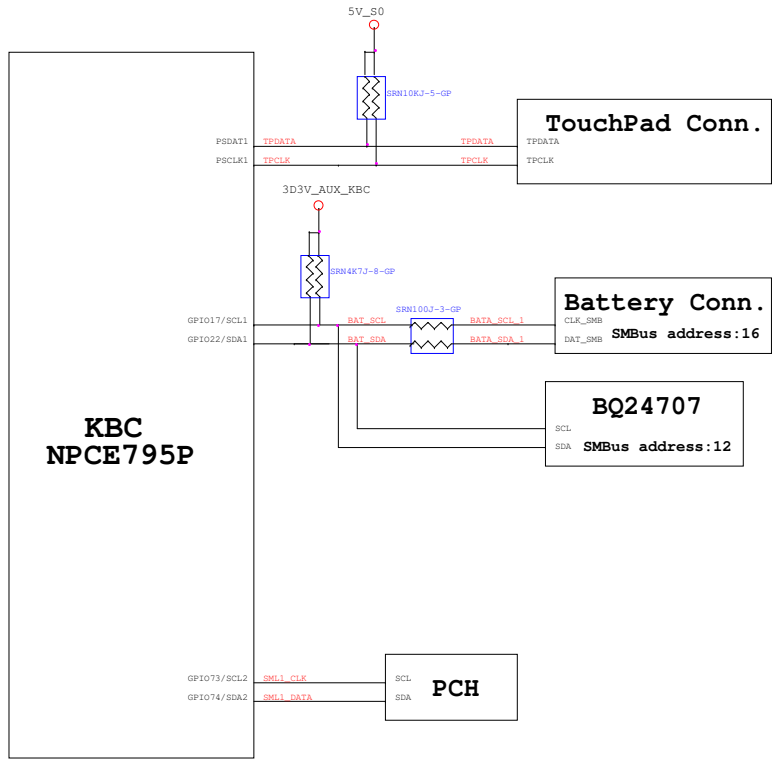 5V_S0
SRN10KJ-5-GP
TouchPad Conn.
PSDAT1 TPDATA TPDATA TPDATA
PSCLK1 TPCLK TPCLK TPCLK
3D3V_AUX_KBC
SRN4K7J-8-GP
SRN100J-3-GP
Battery Conn.
GPIO17/SCL1 BAT_SCL BATA_SCL_1 CLK_SMB
SMBus address:16
GPIO22/SDA1 BAT_SDA BATA_SDA_1 DAT_SMB
BQ24707
SCL
SDA SMBus address:12
KBC
NPCE795P
GPIO73/SCL2 SML1_CLK SCL
PCH
GPIO74/SDA2 SML1_DATA SDA